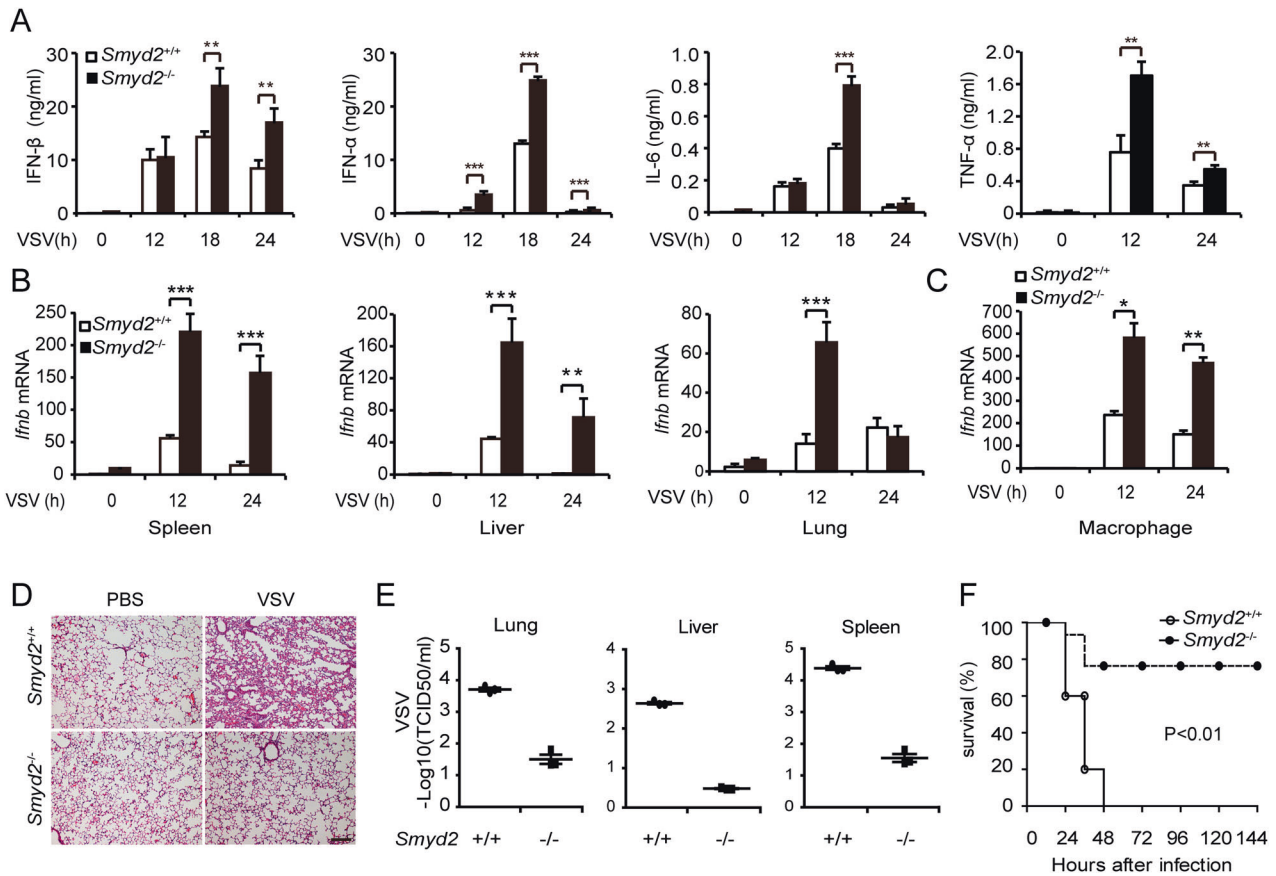 A
Smyd2+/+
Smyd2-/-
IFN-β (ng/ml)
30
20
10
0
**
**
VSV(h)
0 12 18 24
IFN-α (ng/ml)
30
20
10
0
***
***
***
0 12 18 24
IL-6 (ng/ml)
1.6
0.8
0.6
0.4
0.2
0
***
0 12 18 24
TNF-α (ng/ml)
2.0
1.6
1.2
0.8
0.4
0
**
**
0 12 24
B
Smyd2+/+
Smyd2-/-
Ifnb mRNA
250
200
150
100
50
0
***
***
VSV (h)
0 12 24
Spleen
Ifnb mRNA
200
160
120
80
40
0
***
**
VSV (h)
0 12 24
Liver
Ifnb mRNA
80
60
40
20
0
***
VSV (h)
0 12 24
Lung
C
Smyd2+/+
Smyd2-/-
Ifnb mRNA
700
600
500
400
300
200
100
0
*
**
VSV (h)
0 12 24
Macrophage
D
PBS VSV
Smyd2+/+
Smyd2-/-
E
Lung Liver Spleen
VSV
-Log10(TCID50/ml)
5
4
3
2
1
0
4
3
2
1
0
5
4
3
2
1
0
Smyd2 +/+ -/- +/+ -/- +/+ -/-
F
Smyd2+/+
Smyd2-/-
survival (%)
100
80
60
40
20
0
P<0.01
0 24 48 72 96 120 144
Hours after infection